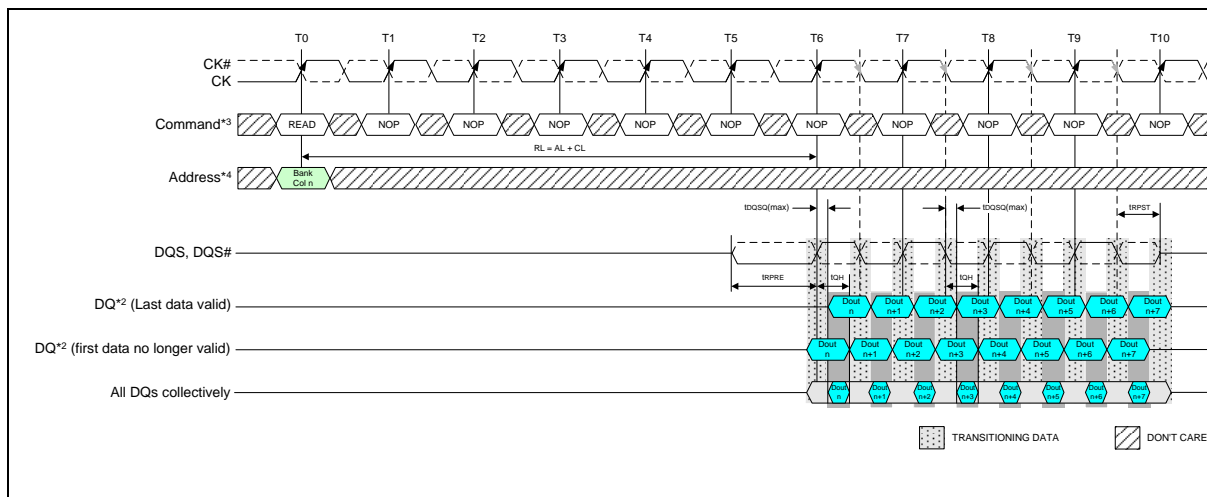 T0 T1 T2 T3 T4 T5 T6 T7 T8 T9 T10
CK#
CK
Command*3 READ NOP NOP NOP NOP NOP NOP NOP NOP NOP NOP
RL = AL + CL
Address*4 Bank
Col n
tDQSQ(max) tDQSQ(max) tRPST
DQS, DQS#
tRPRE tQH tQH
DQ*2 (Last data valid) Dout
n Dout
n+1 Dout
n+2 Dout
n+3 Dout
n+4 Dout
n+5 Dout
n+6 Dout
n+7
DQ*2 (first data no longer valid) Dout
n Dout
n+1 Dout
n+2 Dout
n+3 Dout
n+4 Dout
n+5 Dout
n+6 Dout
n+7
All DQs collectively Dout
n Dout
n+1 Dout
n+2 Dout
n+3 Dout
n+4 Dout
n+5 Dout
n+6 Dout
n+7
TRANSITIONING DATA DON'T CARE